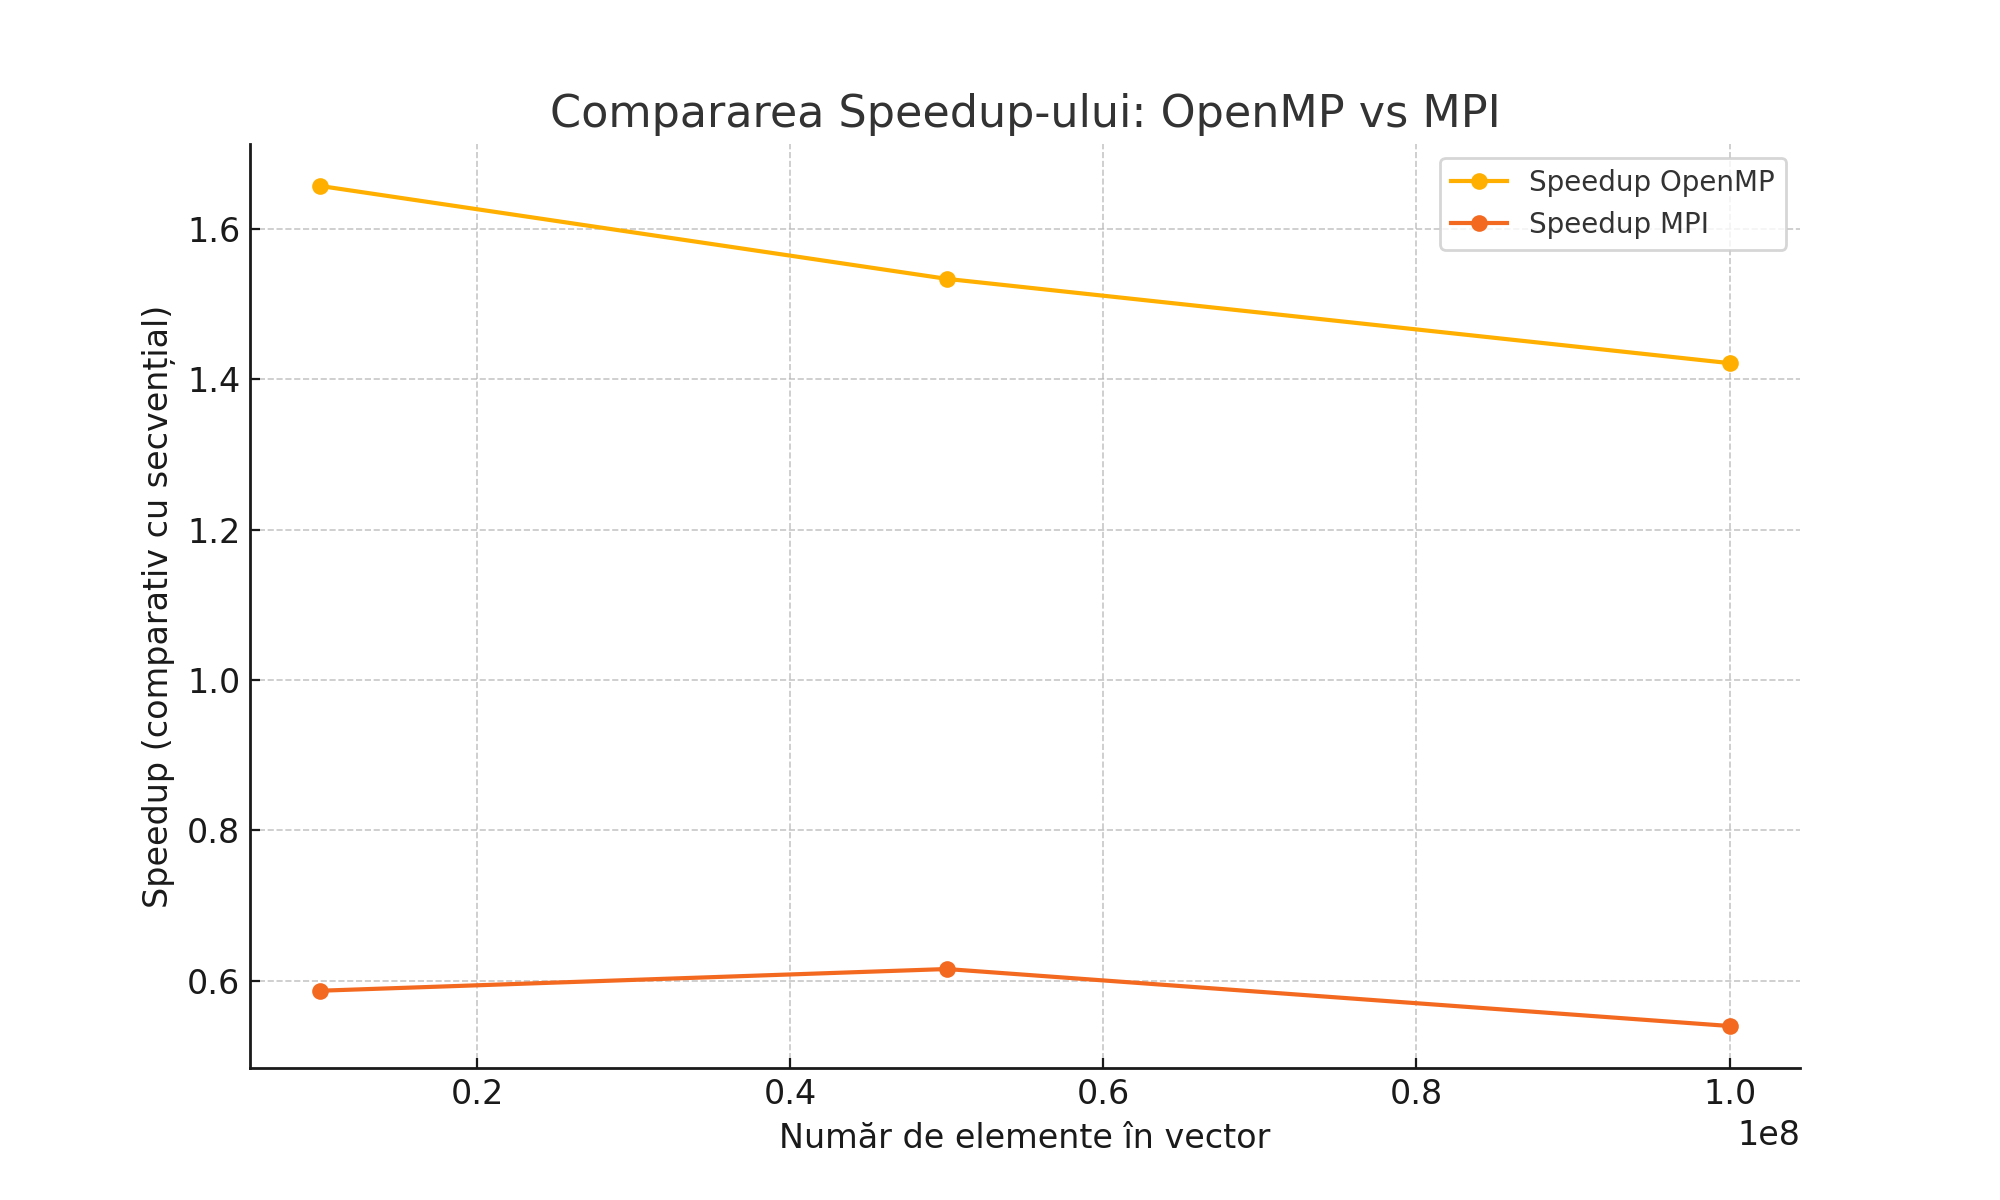 Compararea Speedup-ului: OpenMP vs MPI
Speedup OpenMP
Speedup MPI
Speedup (comparativ cu secvențial)
1.6
1.4
1.2
1.0
0.8
0.6
0.2 0.4 0.6 0.8 1.0
1e8
Număr de elemente în vector